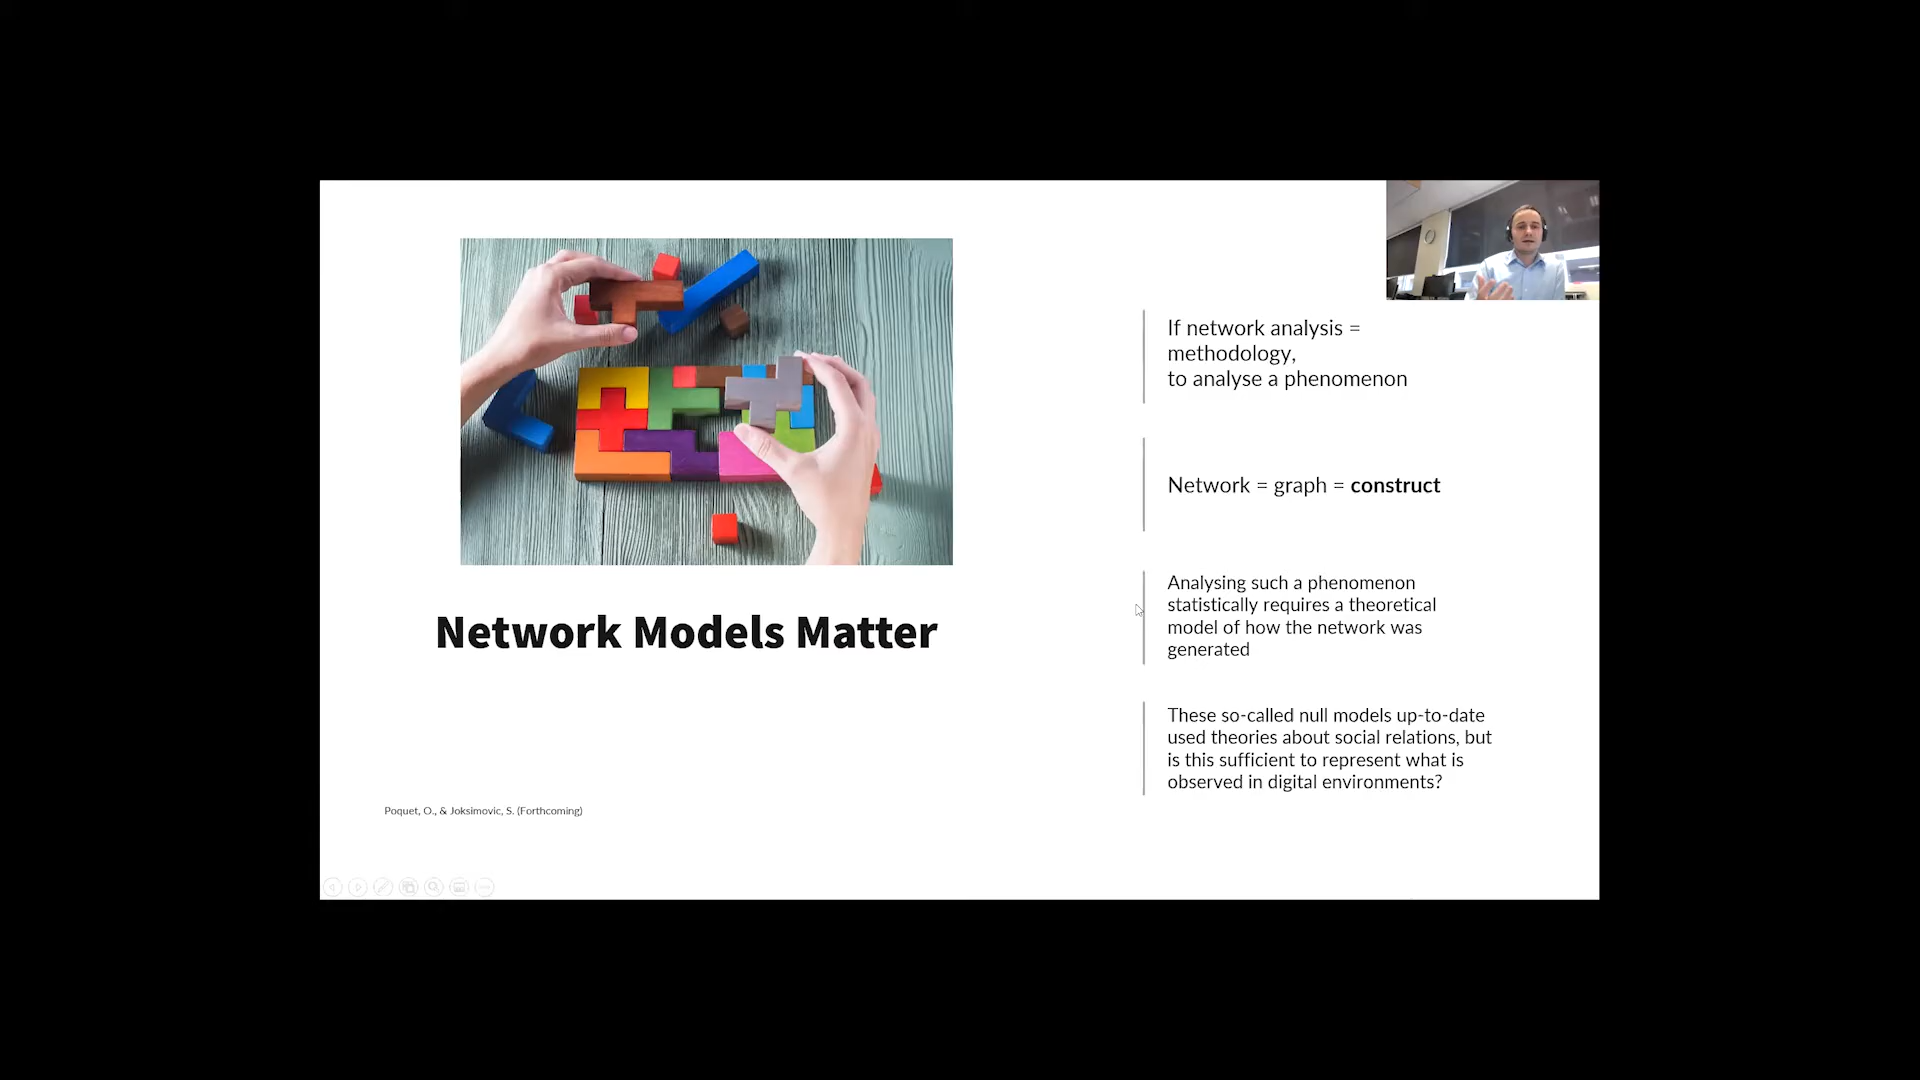 If network analysis =
methodology,
to analyse a phenomenon
Network = graph = construct
Analysing such a phenomenon
statistically requires a theoretical
model of how the network was
generated
Network Models Matter
These so-called null models up-to-date
used theories about social relations, but
is this sufficient to represent what is
observed in digital environments?
Poquet, O., & Joksimovic, S. (Forthcoming)